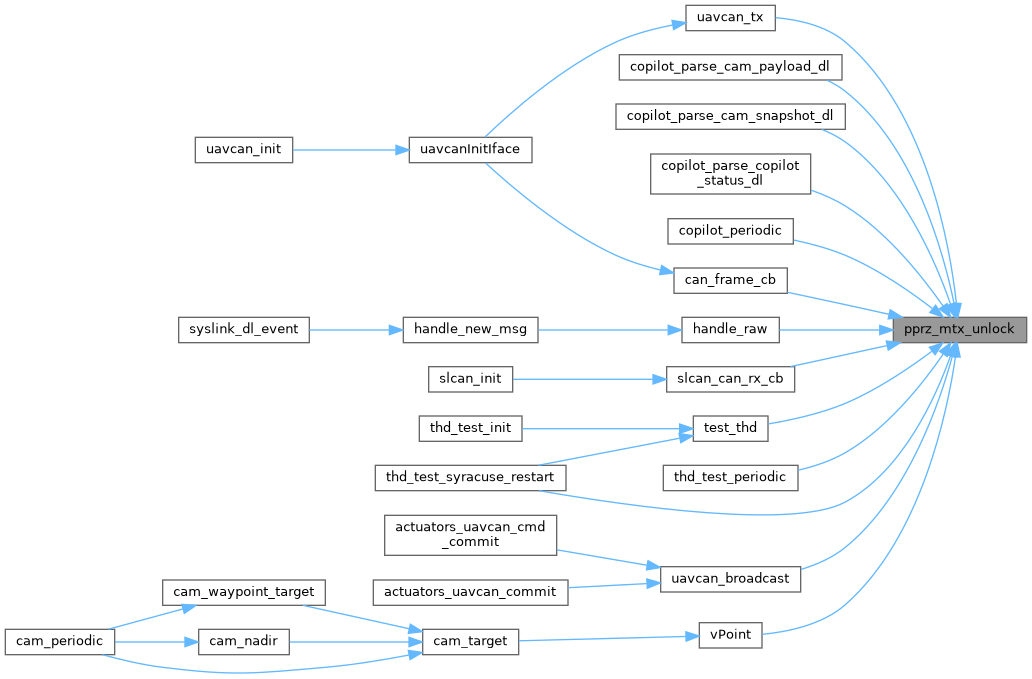 uavcan_tx
copilot_parse_cam_payload_dl
copilot_parse_cam_snapshot_dl
uavcan_init
uavcanInitIface
copilot_parse_copilot
_status_dl
copilot_periodic
can_frame_cb
syslink_dl_event
handle_new_msg
handle_raw
pprz_mtx_unlock
slcan_init
slcan_can_rx_cb
thd_test_init
test_thd
thd_test_syracuse_restart
thd_test_periodic
actuators_uavcan_cmd
_commit
uavcan_broadcast
actuators_uavcan_commit
cam_waypoint_target
cam_periodic
cam_nadir
cam_target
vPoint